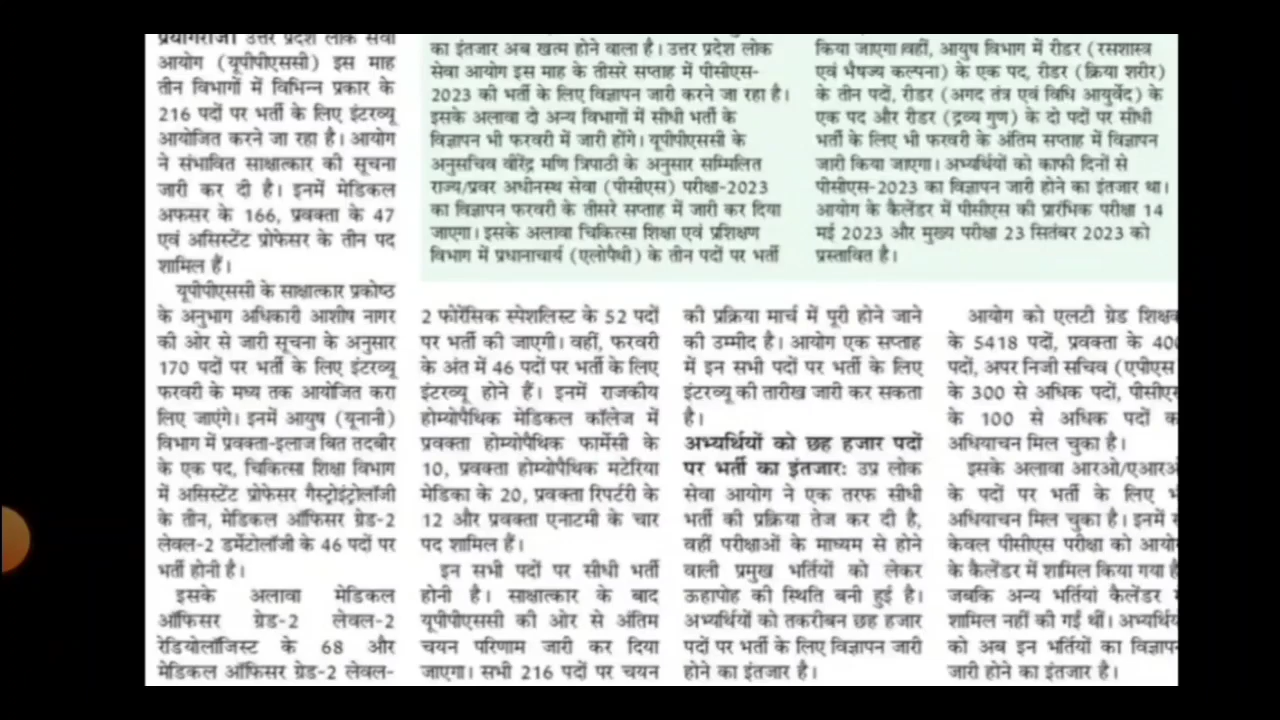 प्रयागराज। उत्तर प्रदेश लोक सेवा
आयोग (यूपीपीएससी) इस माह
तीन विभागों में विभिन्न प्रकार के
216 पदों पर भर्ती के लिए इंटरव्यू
आयोजित करने जा रहा है। आयोग
ने संभावित साक्षात्कार की सूचना
जारी कर दी है। इनमें मेडिकल
अफसर के 166, प्रवक्ता के 47
एवं असिस्टेंट प्रोफेसर के तीन पद
शामिल हैं।
यूपीपीएससी के साक्षात्कार प्रकोष्ठ
के अनुभाग अधिकारी आशीष नागर
की ओर से जारी सूचना के अनुसार
170 पदों पर भर्ती के लिए इंटरव्यू
फरवरी के मध्य तक आयोजित करा
लिए जाएंगे। इनमें आयुष (यूनानी)
विभाग में प्रवक्ता-इलाज बित तदबीर
के एक पद, चिकित्सा शिक्षा विभाग
में असिस्टेंट प्रोफेसर गैस्ट्रोइंट्रोलॉजी
के तीन, मेडिकल ऑफिसर ग्रेड-2
लेवल-2 डर्मेटोलॉजी के 46 पदों पर
भर्ती होनी है।
इसके अलावा मेडिकल
ऑफिसर ग्रेड-2 लेवल-2
रेडियोलॉजिस्ट के 68 और
मेडिकल ऑफिसर ग्रेड-2 लेवल-
का इंतजार अब खत्म होने वाला है। उत्तर प्रदेश लोक
सेवा आयोग इस माह के तीसरे सप्ताह में पीसीएस-
2023 की भर्ती के लिए विज्ञापन जारी करने जा रहा है।
इसके अलावा दो अन्य विभागों में सीधी भर्ती के
विज्ञापन भी फरवरी में जारी होंगे। यूपीपीएससी के
अनुसचिव वीरेंद्र मणि त्रिपाठी के अनुसार सम्मिलित
राज्य/प्रवर अधीनस्थ सेवा (पीसीएस) परीक्षा-2023
का विज्ञापन फरवरी के तीसरे सप्ताह में जारी कर दिया
जाएगा। इसके अलावा चिकित्सा शिक्षा एवं प्रशिक्षण
विभाग में प्रधानाचार्य (एलोपैथी) के तीन पदों पर भर्ती
किया जाएगा।वहीं, आयुष विभाग में रीडर (रसशास्त्र
एवं भैषज्य कल्पना) के एक पद, रीडर (क्रिया शरीर)
के तीन पदों, रीडर (अगद तंत्र एवं विधि आयुर्वेद) के
एक पद और रीडर (द्रव्य गुण) के दो पदों पर सीधी
भर्ती के लिए भी फरवरी के अंतिम सप्ताह में विज्ञापन
जारी किया जाएगा। अभ्यर्थियों को काफी दिनों से
पीसीएस-2023 का विज्ञापन जारी होने का इंतजार था।
आयोग के कैलेंडर में पीसीएस की प्रारंभिक परीक्षा 14
मई 2023 और मुख्य परीक्षा 23 सितंबर 2023 को
प्रस्तावित है।
2 फोरेंसिक स्पेशलिस्ट के 52 पदों
पर भर्ती की जाएगी। वहीं, फरवरी
के अंत में 46 पदों पर भर्ती के लिए
इंटरव्यू होने हैं। इनमें राजकीय
होम्योपैथिक मेडिकल कॉलेज में
प्रवक्ता होम्योपैथिक फार्मेसी के
10, प्रवक्ता होम्योपैथिक मटेरिया
मेडिका के 20, प्रवक्ता रिपर्टरी के
12 और प्रवक्ता एनाटमी के चार
पद शामिल हैं।
इन सभी पदों पर सीधी भर्ती
होनी है। साक्षात्कार के बाद
यूपीपीएससी की ओर से अंतिम
चयन परिणाम जारी कर दिया
जाएगा। सभी 216 पदों पर चयन
की प्रक्रिया मार्च में पूरी होने जाने
की उम्मीद है। आयोग एक सप्ताह
में इन सभी पदों पर भर्ती के लिए
इंटरव्यू की तारीख जारी कर सकता
है।
अभ्यर्थियों को छह हजार पदों
पर भर्ती का इंतजार: उप्र लोक
सेवा आयोग ने एक तरफ सीधी
भर्ती की प्रक्रिया तेज कर दी है,
वहीं परीक्षाओं के माध्यम से होने
वाली प्रमुख भर्तियों को लेकर
ऊहापोह की स्थिति बनी हुई है।
अभ्यर्थियों को तकरीबन छह हजार
पदों पर भर्ती के लिए विज्ञापन जारी
होने का इंतजार है।
आयोग को एलटी ग्रेड शिक्षक
के 5418 पदों, प्रवक्ता के
पदों, अपर निजी सचिव (एपीएस
के 300 से अधिक पदों, पीसीएस
के 100 से अधिक पदों
अधियाचन मिल चुका है।
इसके अलावा आरओ/एआरओ
के पदों पर भर्ती के लिए
अधियाचन मिल चुका है। इनमें
केवल पीसीएस परीक्षा को
के कैलेंडर में शामिल किया गया है
जबकि अन्य भर्तियां कैलेंडर
शामिल नहीं की गई थीं।
को अब इन भर्तियों का
जारी होने का इंतजार है।